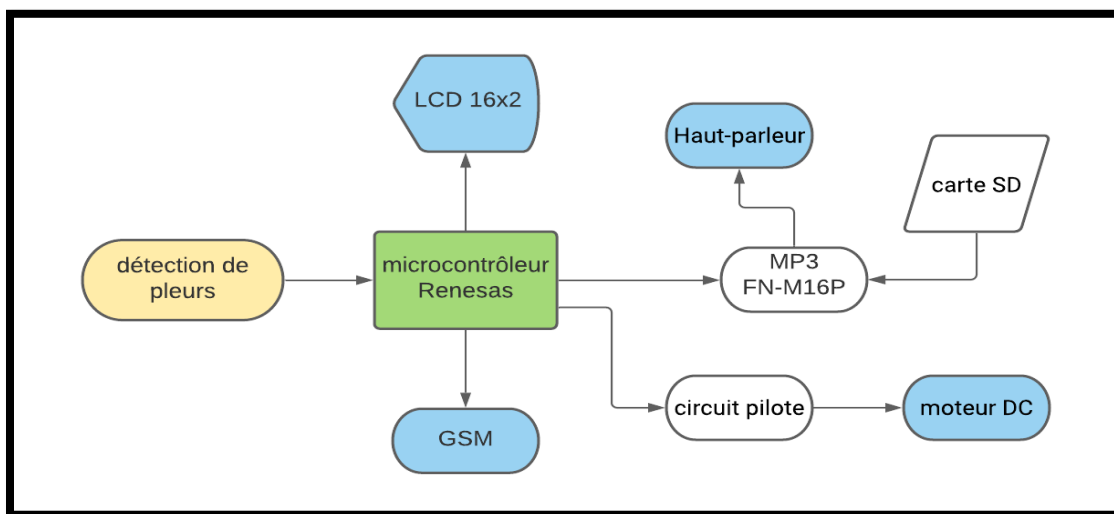 LCD 16x2
Haut-parleur
carte SD
détection de
pleurs
microcontrôleur
Renesas
MP3
FN-M16P
GSM
circuit pilote
moteur DC